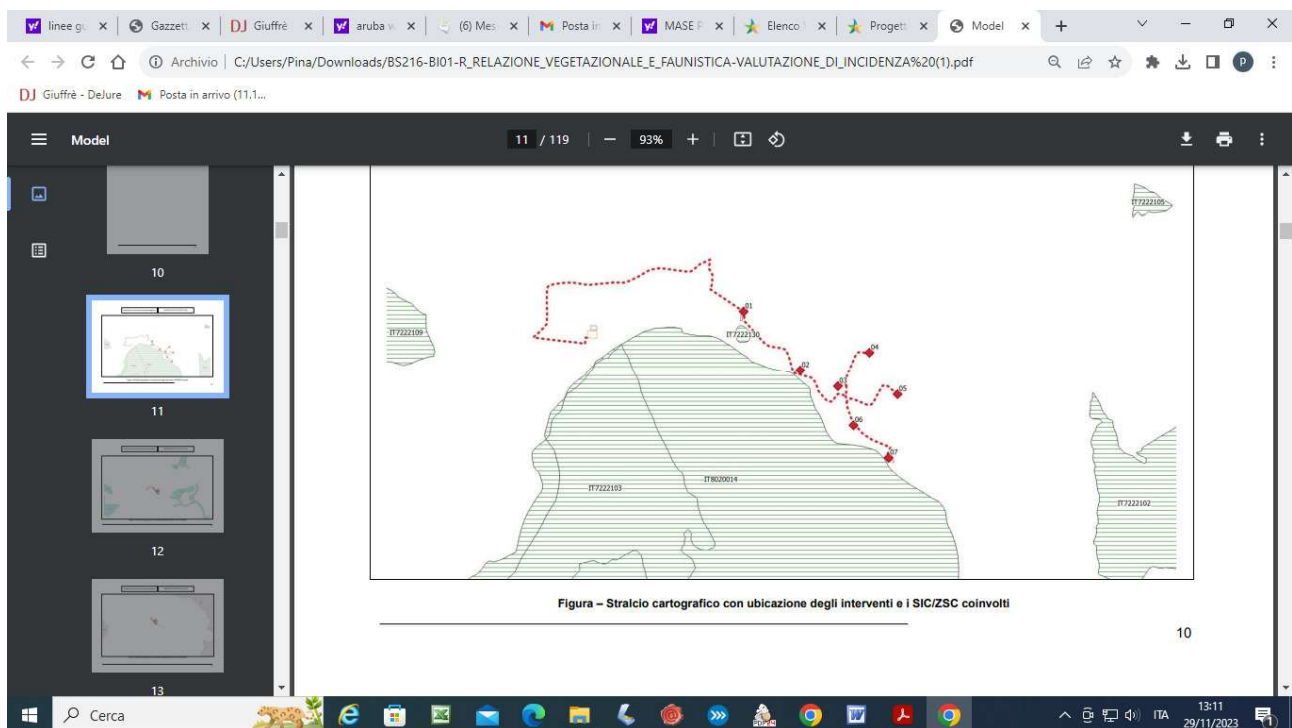 linee g
Gazzett
Giuffrè
aruba w
(6) Mes
Posta in
MASE P
Elenco
Progett
Model
Archivio | C:/Users/Pina/Downloads/BS216-BI01-R_RELAZIONE_VEGETAZIONALE_E_FAUNISTICA-VALUTAZIONE_DI_INCIDENZA%20(1).pdf
P
DJ Giuffrè - DeJure
Posta in arrivo (11.1...
Model
11 / 119
93%
10
11
12
13
IT7222105
01
IT7222109
IT7222130
04
02
03
05
06
07
IT7222103
IT8020014
IT7222102
Figura – Stralcio cartografico con ubicazione degli interventi e i SIC/ZSC coinvolti
10
Cerca
ITA
13:11
29/11/2023